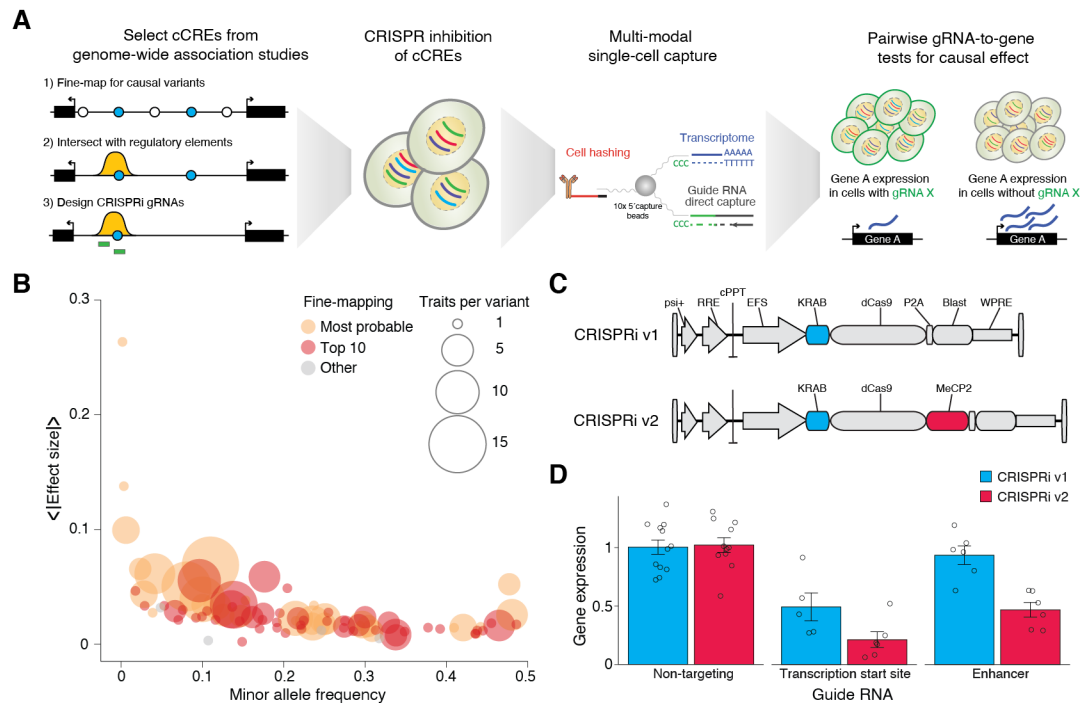 A
Select cCREs from
genome-wide association studies
1) Fine-map for causal variants
2) Intersect with regulatory elements
3) Design CRISPRi gRNAs
CRISPR inhibition
of cCREs
Multi-modal
single-cell capture
Cell hashing
Transcriptome
AAAAA
CCC
TTTTTT
Guide RNA
direct capture
CCC
10x 5'capture
beads
Pairwise gRNA-to-gene
tests for causal effect
Gene A expression
in cells with gRNA X
Gene A
Gene A expression
in cells without gRNA X
Gene A
B
0.3
0.2
0.1
0
<|Effect size|>
0
0.1
0.2
0.3
0.4
0.5
Minor allele frequency
Fine-mapping
Most probable
Top 10
Other
Traits per variant
1
5
10
15
C
psi+
RRE
cPPT
EFS
KRAB
dCas9
P2A
Blast
WPRE
CRISPRi v1
KRAB
dCas9
MeCP2
CRISPRi v2
D
CRISPRi v1
CRISPRi v2
Gene expression
1
0.5
0
Non-targeting
Transcription start site
Enhancer
Guide RNA